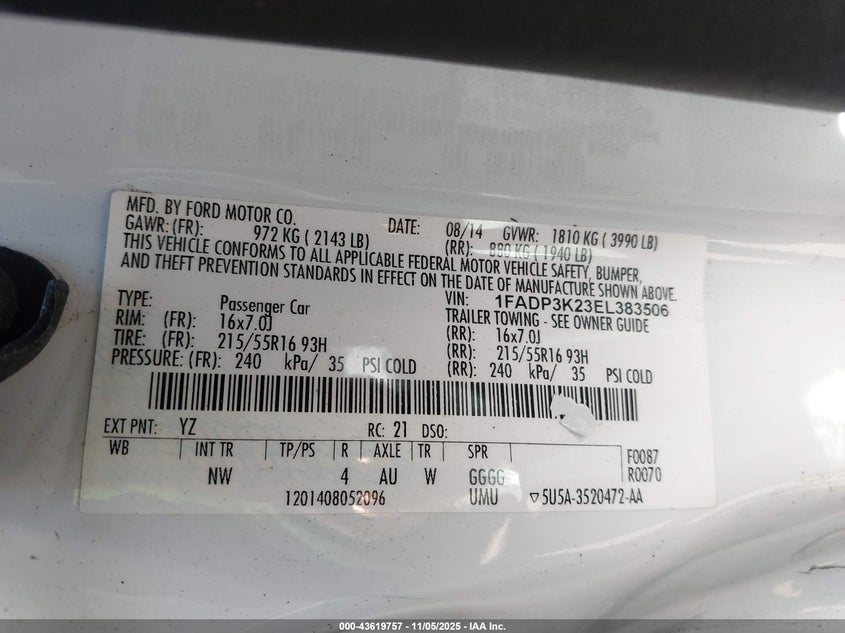 MFD. BY FORD MOTOR CO. DATE: 08/14 GVWR: 1810 KG ( 3990 LB)
GAWR: (FR): 972 KG ( 2143 LB) (RR): 880 KG ( 1940 LB)
THIS VEHICLE CONFORMS TO ALL APPLICABLE FEDERAL MOTOR VEHICLE SAFETY, BUMPER,
AND THEFT PREVENTION STANDARDS IN EFFECT ON THE DATE OF MANUFACTURE SHOWN ABOVE.
TYPE: Passenger Car VIN: 1FADP3K23EL383506
TRAILER TOWING - SEE OWNER GUIDE
RIM: (FR): 16x7.0J (RR): 16x7.0J
TIRE: (FR): 215/55R16 93H (RR): 215/55R16 93H
PRESSURE: (FR): 240 kPa/ 35 PSI COLD (RR): 240 kPa/ 35 PSI COLD
EXT PNT: YZ RC: 21 DSO:
WB INT TR TP/PS R AXLE TR SPR F0087
NW 4 AU W GGGG R0070
1201408052096 UMU ▽5U5A-3520472-AA
000-43619757 - 11/05/2025 - IAA Inc.